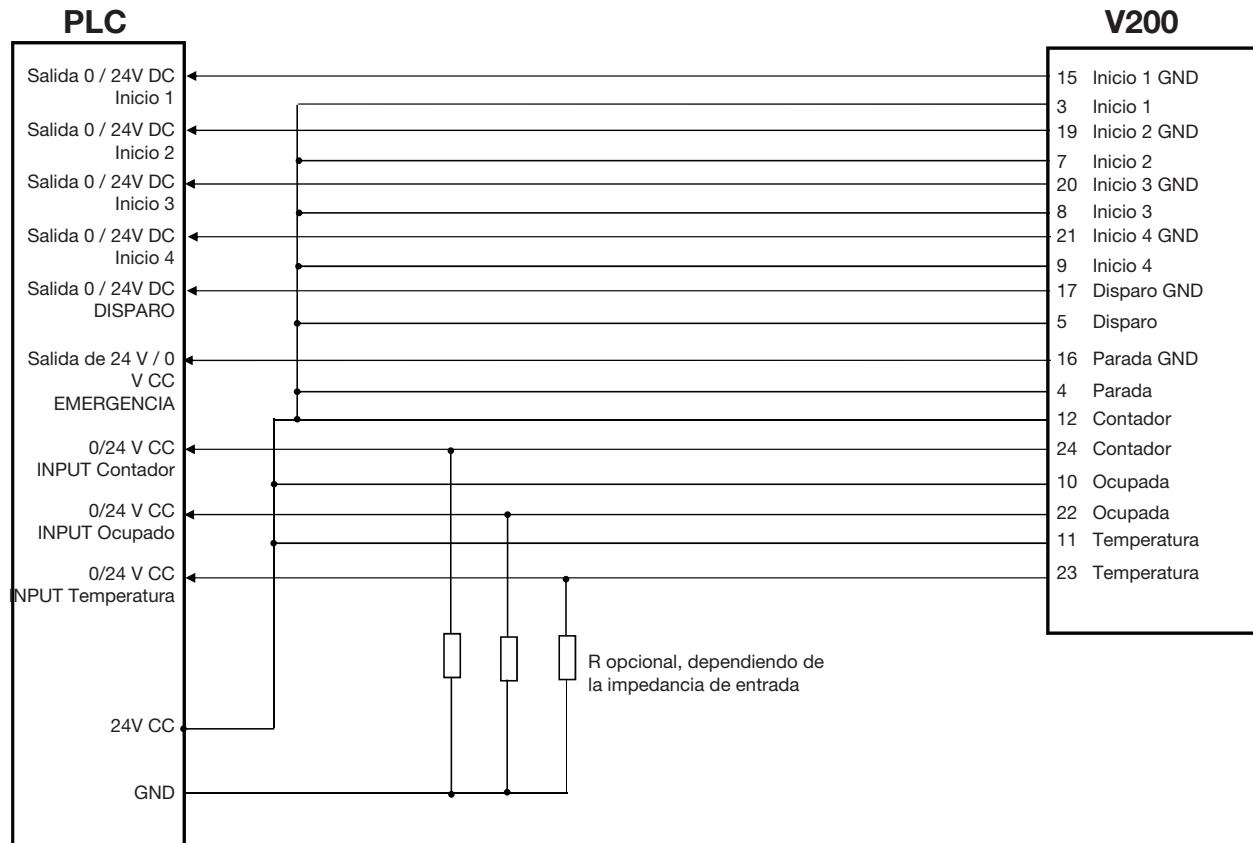 PLC
V200
Salida 0 / 24V DC
Inicio 1
Salida 0 / 24V DC
Inicio 2
Salida 0 / 24V DC
Inicio 3
Salida 0 / 24V DC
Inicio 4
Salida 0 / 24V DC
DISPARO
Salida de 24 V / 0
V CC
EMERGENCIA
0/24 V CC
INPUT Contador
0/24 V CC
INPUT Ocupado
0/24 V CC
INPUT Temperatura
24V CC
GND
R opcional, dependiendo de
la impedancia de entrada
15 Inicio 1 GND
3 Inicio 1
19 Inicio 2 GND
7 Inicio 2
20 Inicio 3 GND
8 Inicio 3
21 Inicio 4 GND
9 Inicio 4
17 Disparo GND
5 Disparo
16 Parada GND
4 Parada
12 Contador
24 Contador
10 Ocupada
22 Ocupada
11 Temperatura
23 Temperatura